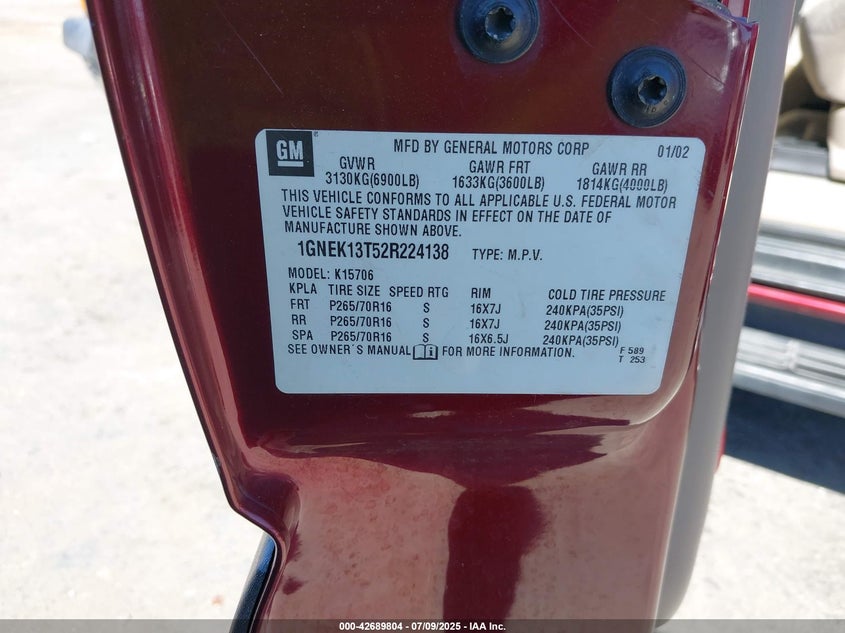 GM
MFD BY GENERAL MOTORS CORP 01/02
GVWR GAWR FRT GAWR RR
3130KG(6900LB) 1633KG(3600LB) 1814KG(4000LB)
THIS VEHICLE CONFORMS TO ALL APPLICABLE U.S. FEDERAL MOTOR
VEHICLE SAFETY STANDARDS IN EFFECT ON THE DATE OF
MANUFACTURE SHOWN ABOVE.
1GNEK13T52R224138 TYPE: M.P.V.
MODEL: K15706
KPLA TIRE SIZE SPEED RTG RIM COLD TIRE PRESSURE
FRT P265/70R16 S 16X7J 240KPA(35PSI)
RR P265/70R16 S 16X7J 240KPA(35PSI)
SPA P265/70R16 S 16X6.5J 240KPA(35PSI)
SEE OWNER´S MANUAL FOR MORE INFORMATION.
F 589
T 253
000-42689804 / 07/09/2025 - IAA Inc.